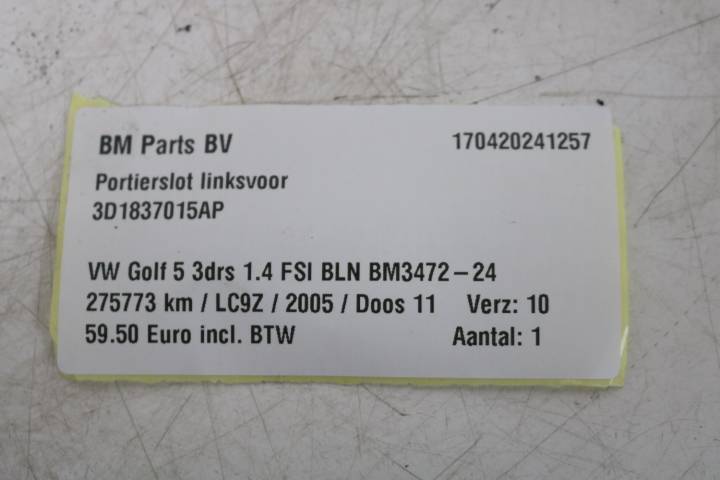 BM Parts BV 170420241257
Portierslot linksvoor
3D1837015AP
VW Golf 5 3drs 1.4 FSI BLN BM3472-24
275773 km / LC9Z / 2005 / Doos 11 Verz: 10
59.50 Euro incl. BTW Aantal: 1